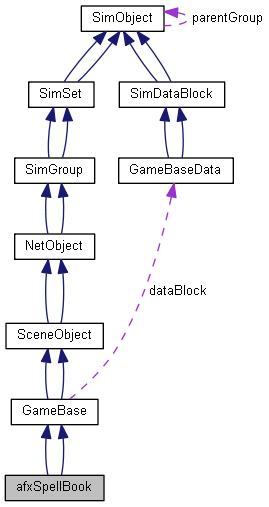 SimObject
parentGroup
SimSet
SimDataBlock
SimGroup
GameBaseData
NetObject
dataBlock
SceneObject
GameBase
afxSpellBook